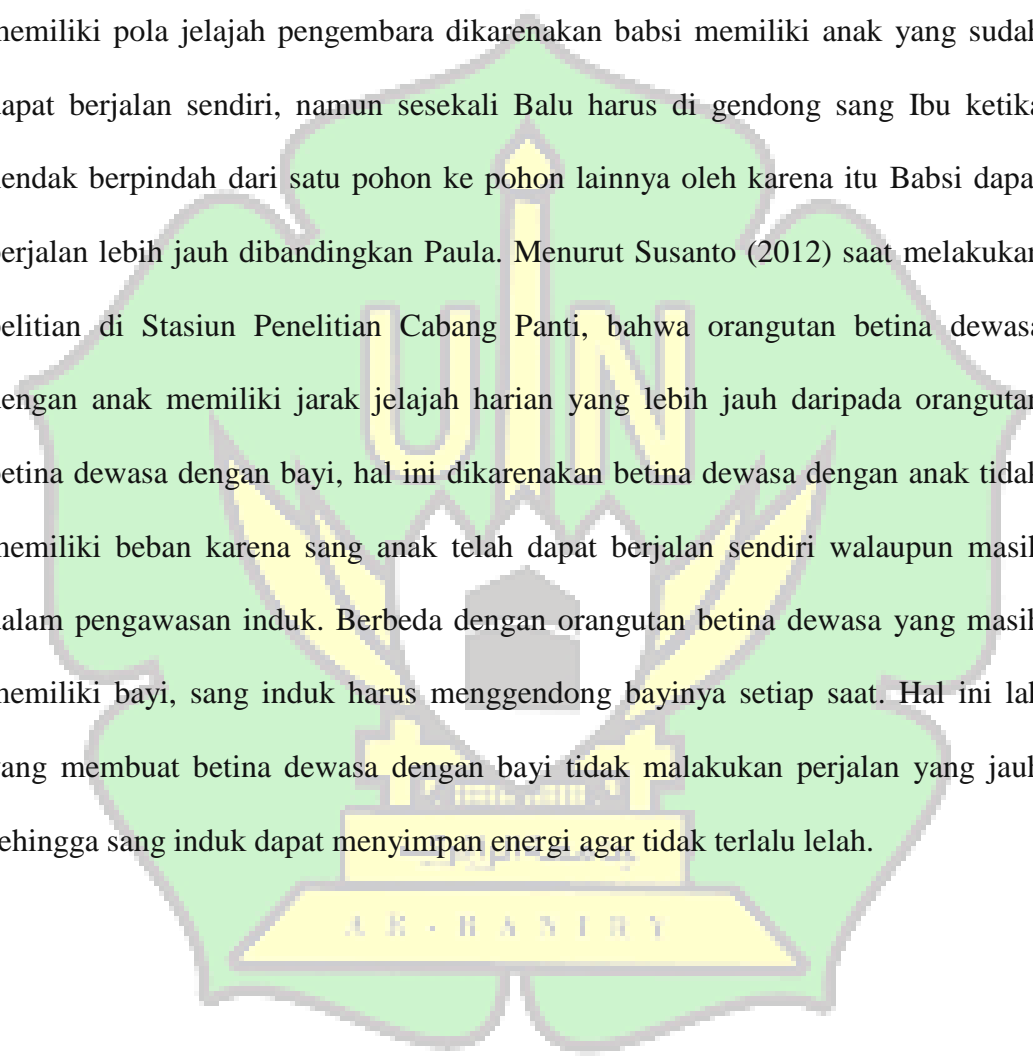 memiliki pola jelajah pengembara dikarenakan babsi memiliki anak yang sudah
dapat berjalan sendiri, namun sesekali Balu harus di gendong sang Ibu ketika
hendak berpindah dari satu pohon ke pohon lainnya oleh karena itu Babsi dapat
berjalan lebih jauh dibandingkan Paula. Menurut Susanto (2012) saat melakukan
pelitian di Stasiun Penelitian Cabang Panti, bahwa orangutan betina dewasa
dengan anak memiliki jarak jelajah harian yang lebih jauh daripada orangutan
betina dewasa dengan bayi, hal ini dikarenakan betina dewasa dengan anak tidak
memiliki beban karena sang anak telah dapat berjalan sendiri walaupun masih
dalam pengawasan induk. Berbeda dengan orangutan betina dewasa yang masih
memiliki bayi, sang induk harus menggendong bayinya setiap saat. Hal ini lah
yang membuat betina dewasa dengan bayi tidak malakukan perjalan yang jauh
sehingga sang induk dapat menyimpan energi agar tidak terlalu lelah.
UIN
AR-RANIRY